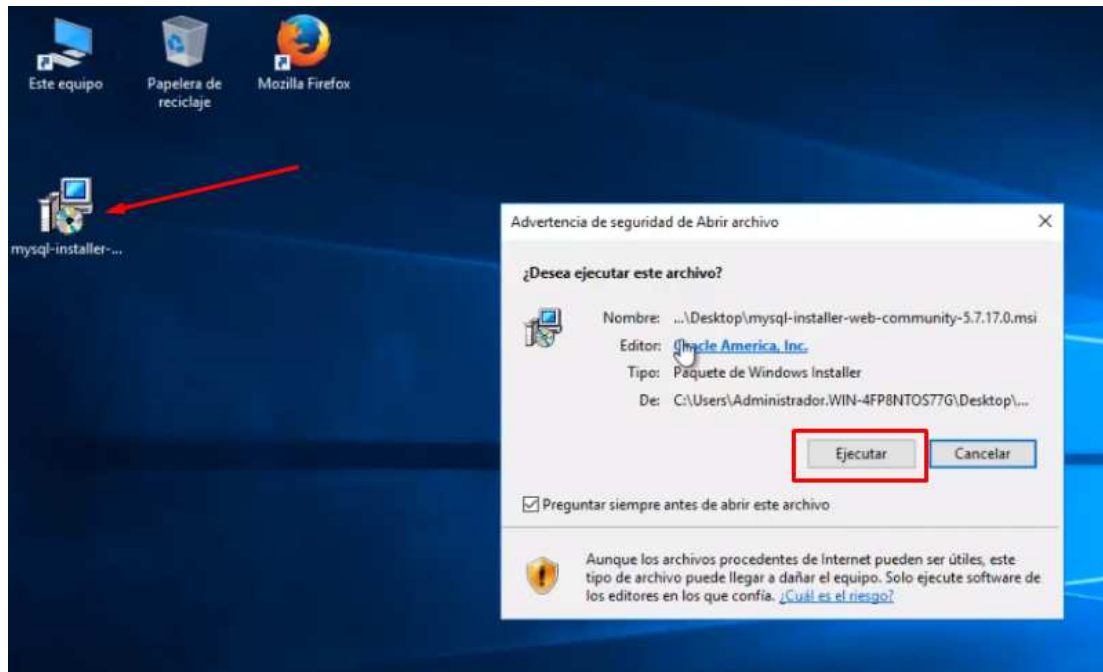 Este equipo
Papelera de
reciclaje
Mozilla Firefox
mysql-installer-...
Advertencia de seguridad de Abrir archivo
¿Desea ejecutar este archivo?
Nombre: ...\Desktop\mysql-installer-web-community-5.7.17.0.msi
Editor: Oracle America, Inc.
Tipo: Paquete de Windows Installer
De: C:\Users\Administrador.WIN-4FP8NTOS77G\Desktop\...
Ejecutar
Cancelar
Preguntar siempre antes de abrir este archivo
Aunque los archivos procedentes de Internet pueden ser útiles, este
tipo de archivo puede llegar a dañar el equipo. Solo ejecute software de
los editores en los que confía. ¿Cuál es el riesgo?